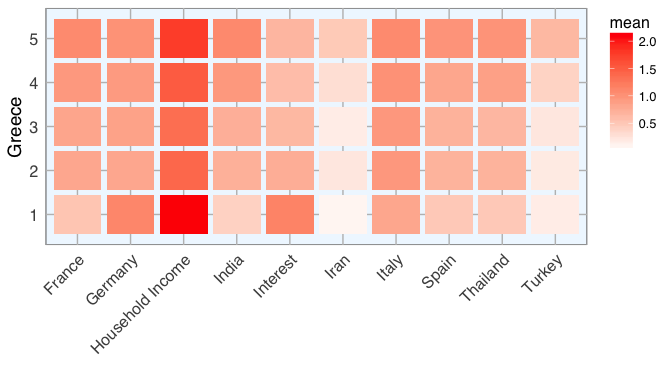 mean
2.0
1.5
1.0
0.5
Greece
5
4
3
2
1
France
Germany
Household Income
India
Interest
Iran
Italy
Spain
Thailand
Turkey